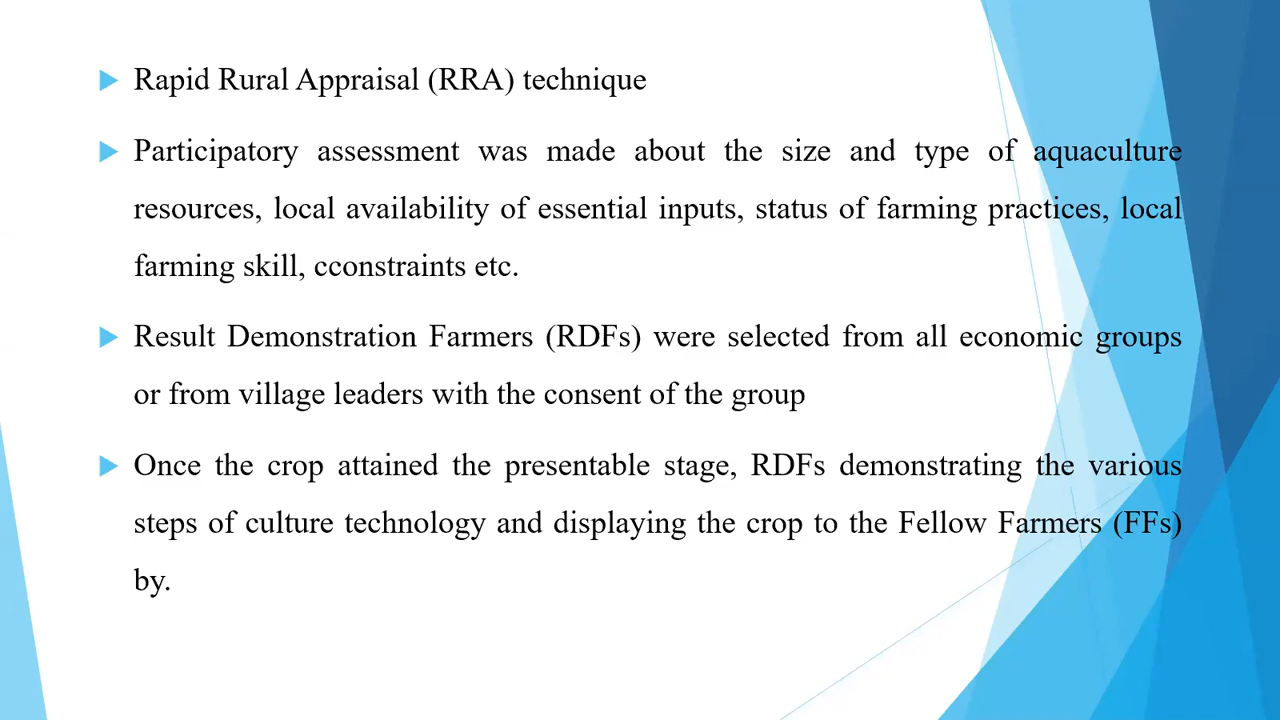 Rapid Rural Appraisal (RRA) technique
Participatory assessment was made about the size and type of aquaculture
resources, local availability of essential inputs, status of farming practices, local
farming skill, cconstraints etc.
Result Demonstration Farmers (RDFs) were selected from all economic groups
or from village leaders with the consent of the group
Once the crop attained the presentable stage, RDFs demonstrating the various
steps of culture technology and displaying the crop to the Fellow Farmers (FFs)
by.